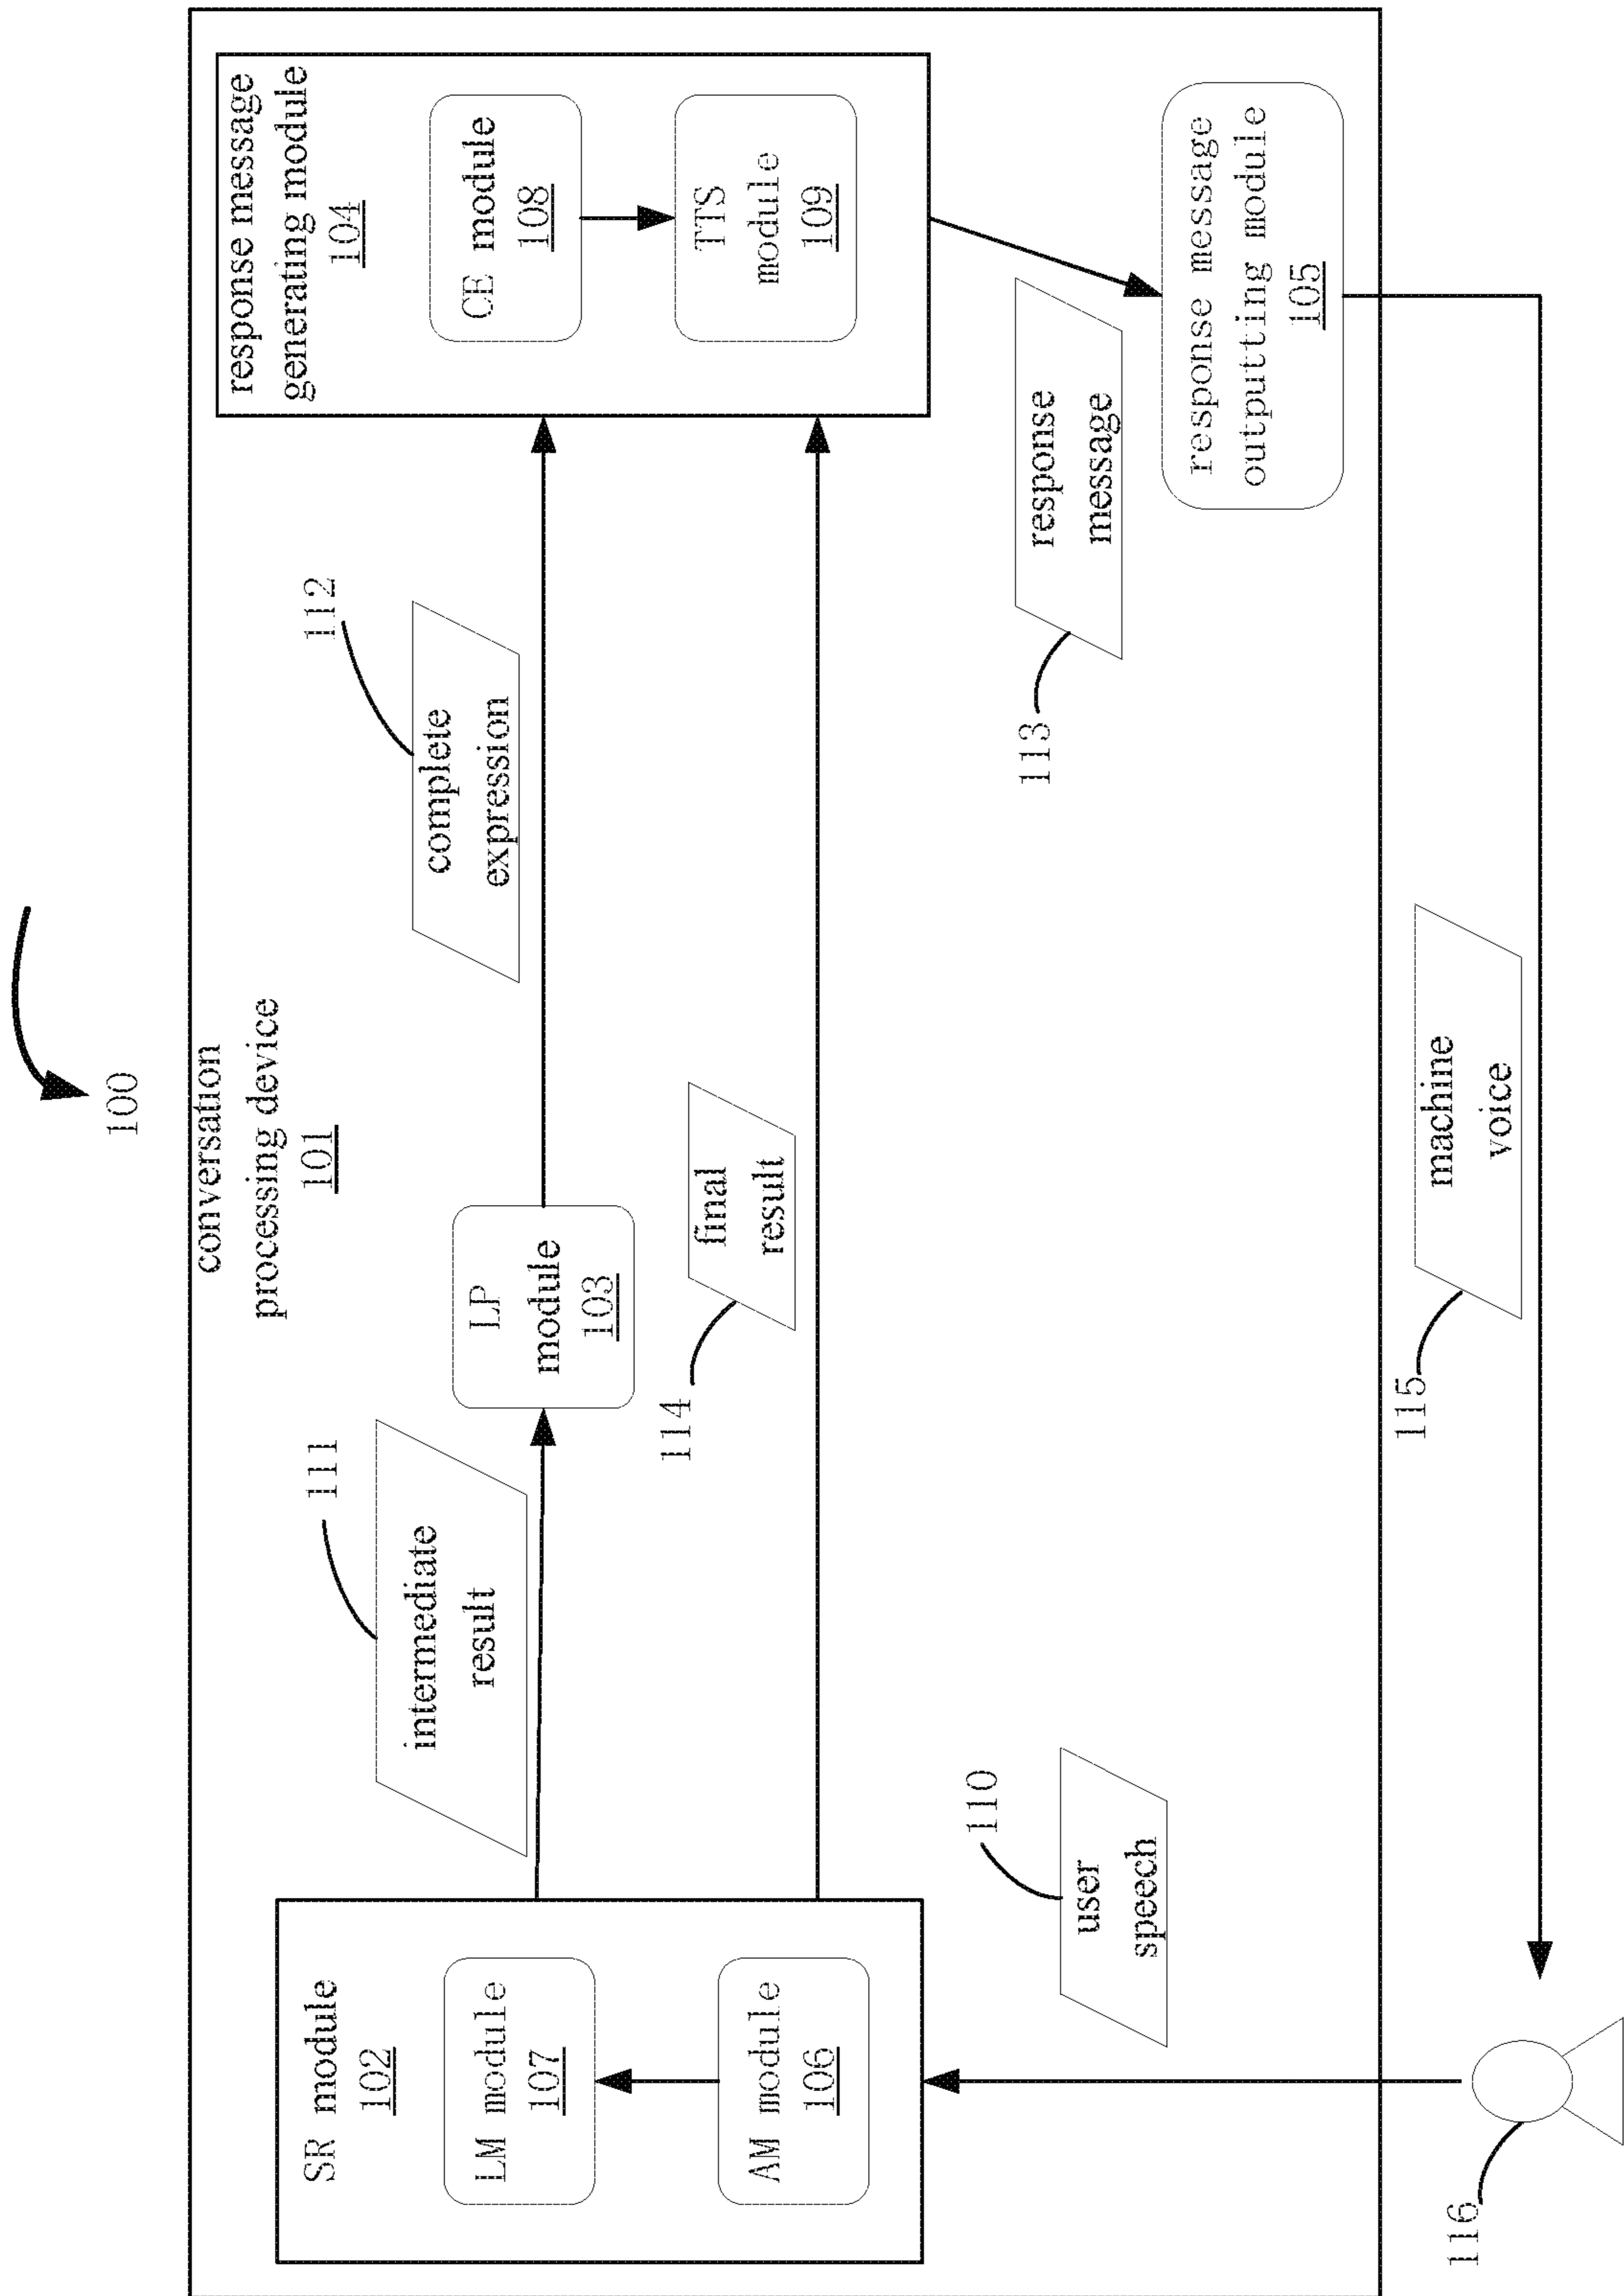 100
conversation
processing device
101
SR module
102
LM module
107
AM module
106
intermediate
result
111
LP
module
103
complete
expression
112
final
result
114
response message
generating module
104
CE module
108
TTS
module
109
response
message
113
response message
outputting module
105
user
speech
110
machine
voice
115
116